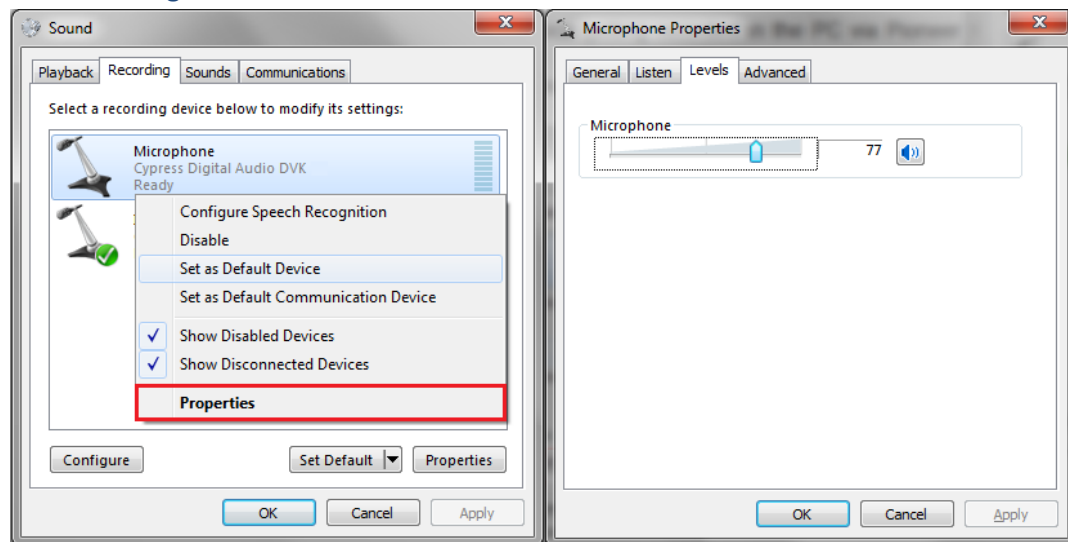 Sound
Playback Recording Sounds Communications
Select a recording device below to modify its settings:
Microphone
Cypress Digital Audio DVK
Ready
Configure Speech Recognition
Disable
Set as Default Device
Set as Default Communication Device
Show Disabled Devices
Show Disconnected Devices
Properties
Configure Set Default Properties
OK Cancel Apply
Microphone Properties
General Listen Levels Advanced
Microphone
77
OK Cancel Apply